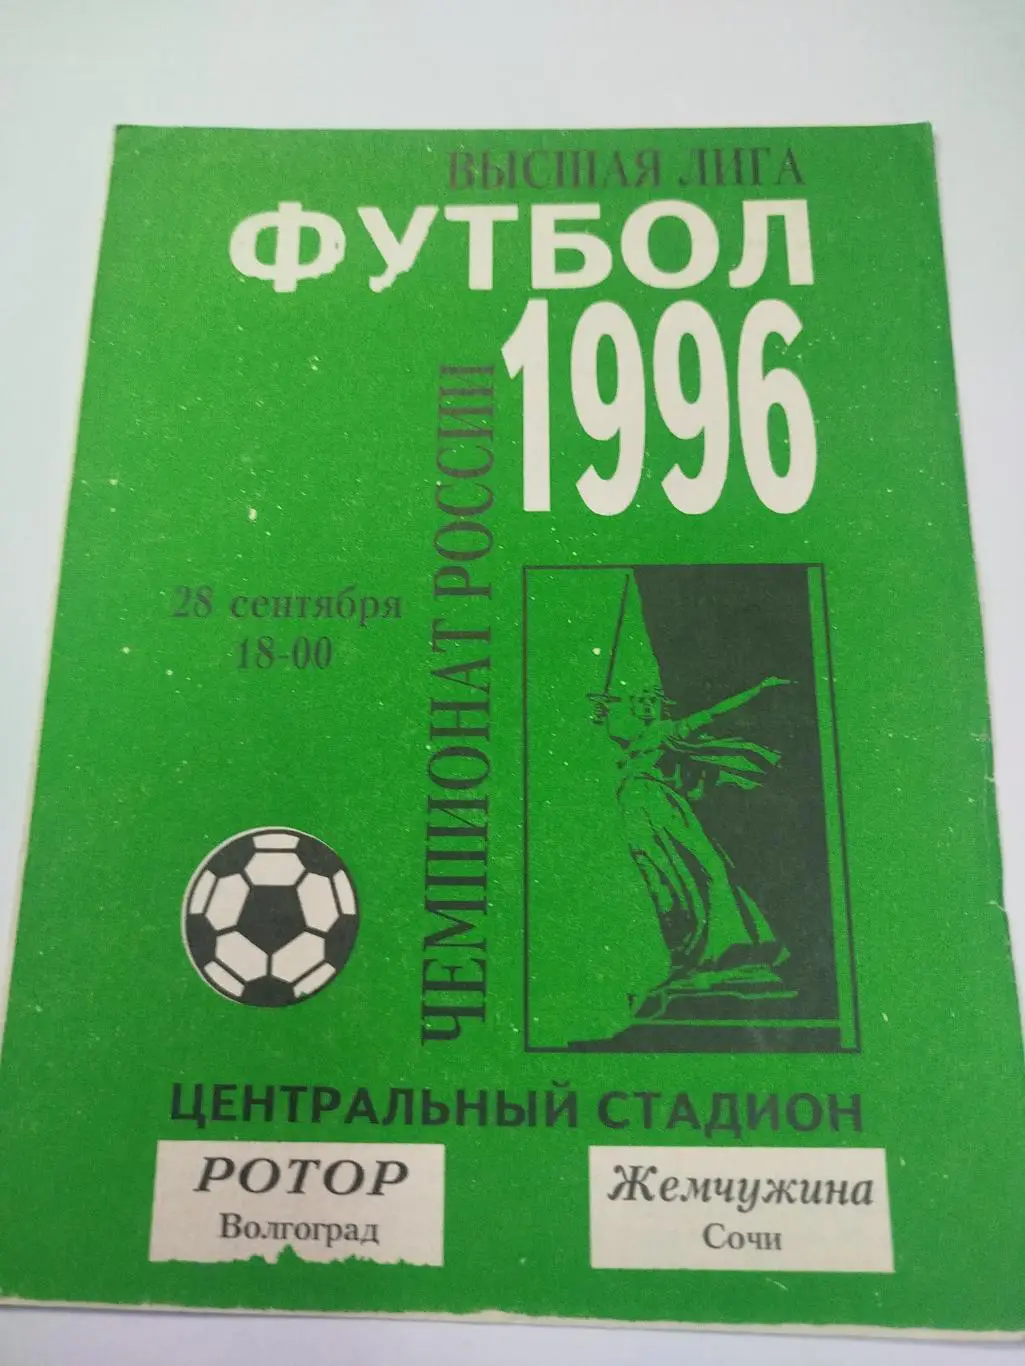 ВЫСШАЯ ЛИГА
ФУТБОЛ
1996
ЧЕМПИОНАТ РОССИИ
28 сентября
18-00
ЦЕНТРАЛЬНЫЙ СТАДИОН
РОТОР
Волгоград
Жемчужина
Сочи